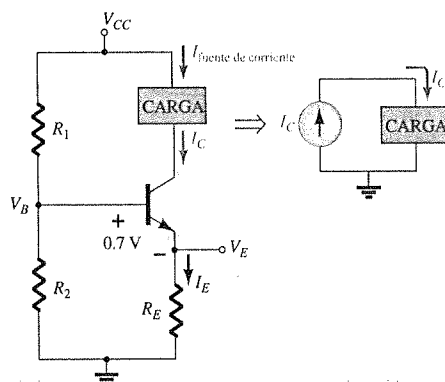 V_CC
I_fuente de corriente
CARGA
I_C
R_1
V_B
+
0.7 V
−
V_E
I_E
R_2
R_E
⇒
I_C
I_C
CARGA